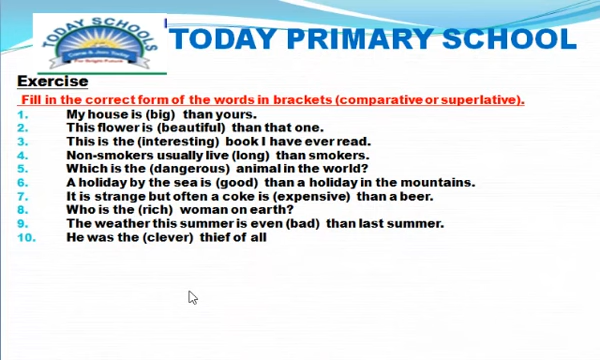 TODAY SCHOOLS
TODAY PRIMARY SCHOOL
Exercise
Fill in the correct form of the words in brackets (comparative or superlative).
1. My house is (big) than yours.
2. This flower is (beautiful) than that one.
3. This is the (interesting) book I have ever read.
4. Non-smokers usually live (long) than smokers.
5. Which is the (dangerous) animal in the world?
6. A holiday by the sea is (good) than a holiday in the mountains.
7. It is strange but often a coke is (expensive) than a beer.
8. Who is the (rich) woman on earth?
9. The weather this summer is even (bad) than last summer.
10. He was the (clever) thief of all